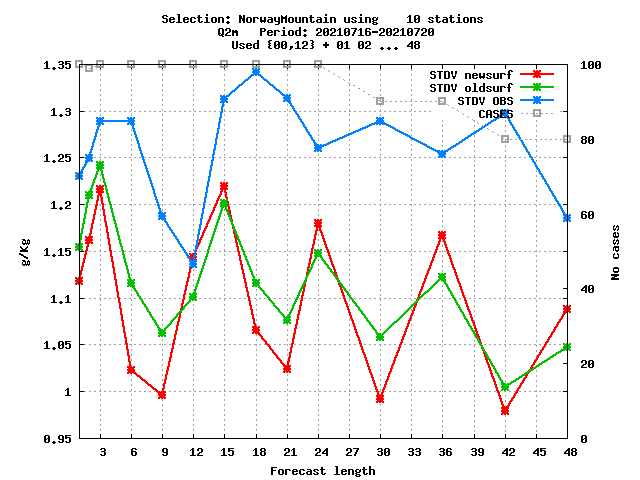 Selection: NorwayMountain using    10 stations
Q2m   Period: 20210716-20210720
Used {00,12} + 01 02 ... 48
STDV newsurf
STDV oldsurf
STDV OBS
CASES
g/Kg
1.35
1.3
1.25
1.2
1.15
1.1
1.05
1
0.95
100
80
60
40
20
0
No cases
3 6 9 12 15 18 21 24 27 30 33 36 39 42 45 48
Forecast length